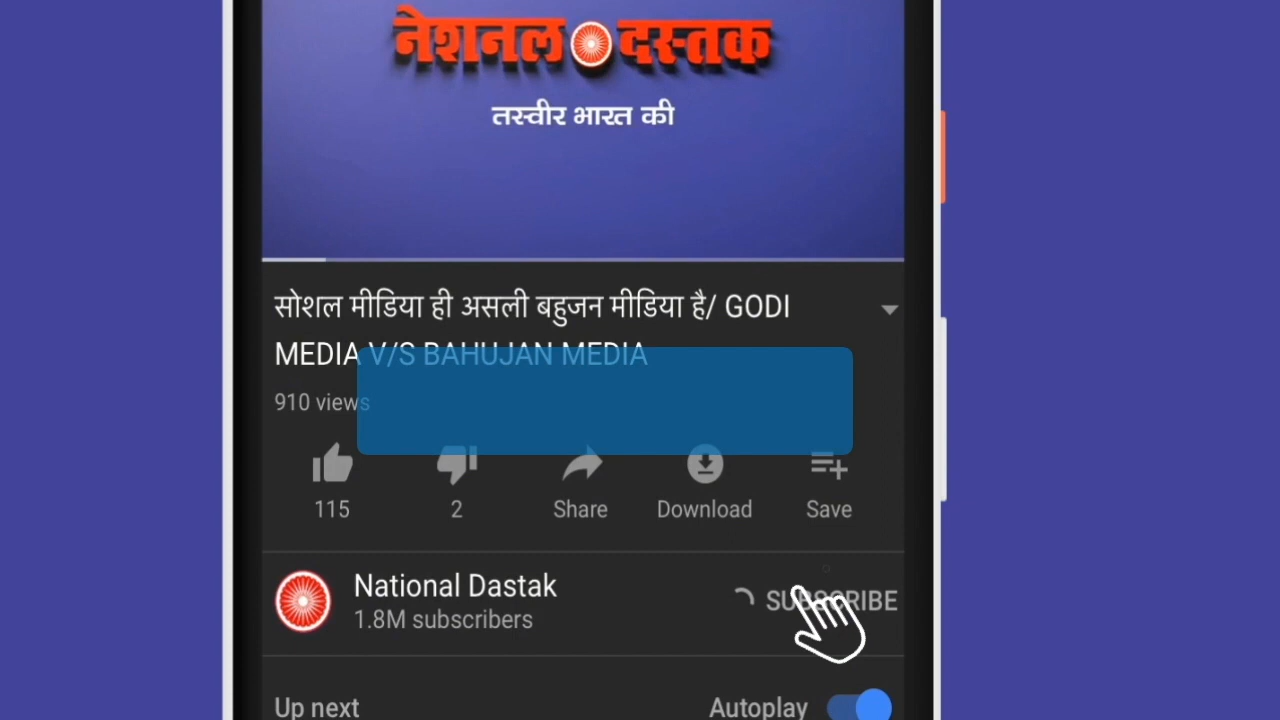 नेशनल दस्तक
तस्वीर भारत की
सोशल मीडिया ही असली बहुजन मीडिया है/ GODI
MEDIA V/S BAHUJAN MEDIA
910 views
115 2 Share Download Save
National Dastak
1.8M subscribers
SUBSCRIBE
Up next Autoplay